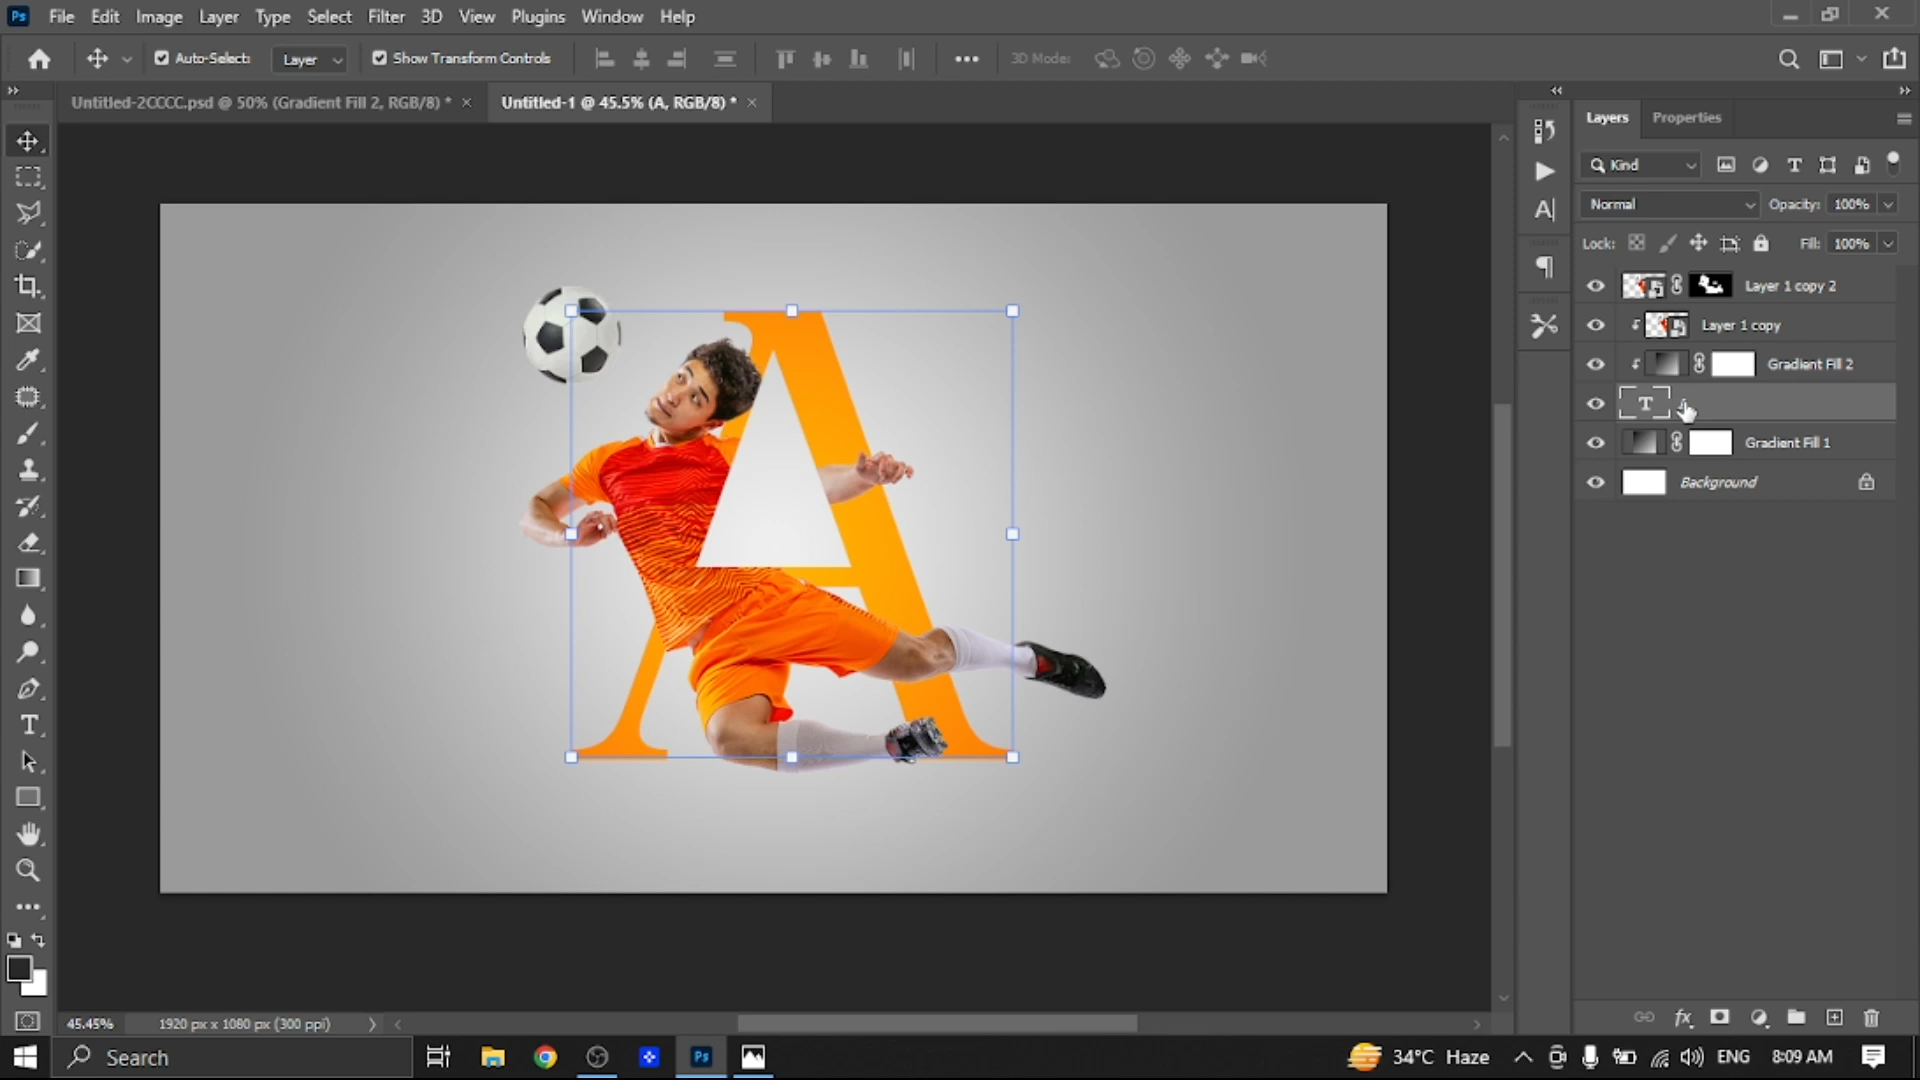 Ps File Edit Image Layer Type Select Filter 3D View Plugins Window Help
Auto-Select: Layer Show Transform Controls 3D Mode:
Untitled-2CCCC.psd @ 50% (Gradient Fill 2, RGB/8) * × Untitled-1 @ 45.5% (A, RGB/8) * ×
Layers Properties
Kind
Normal Opacity: 100%
Lock: Fill: 100%
Layer 1 copy 2
Layer 1 copy
Gradient Fill 2
T
Gradient Fill 1
Background
A
45.45% 1920 px x 1080 px (300 ppi)
Search Ps 34°C Haze ENG 8:09 AM